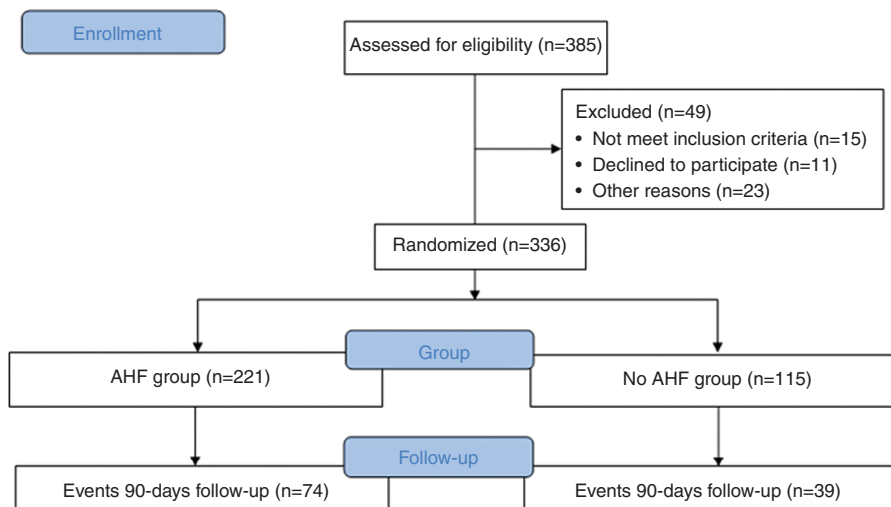 Enrollment
Assessed for eligibility (n=385)
Excluded (n=49)
• Not meet inclusion criteria (n=15)
• Declined to participate (n=11)
• Other reasons (n=23)
Randomized (n=336)
Group
AHF group (n=221)
No AHF group (n=115)
Follow-up
Events 90-days follow-up (n=74)
Events 90-days follow-up (n=39)